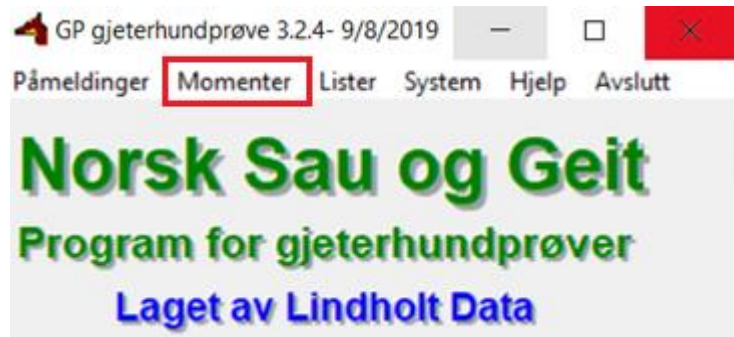 GP gjeterhundprøve 3.2.4- 9/8/2019
Påmeldinger Momenter Lister System Hjelp Avslutt
Norsk Sau og Geit
Program for gjeterhundprøver
Laget av Lindholt Data